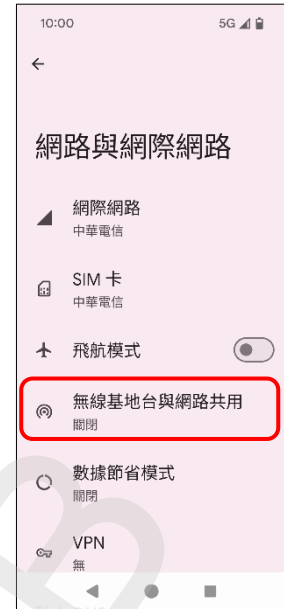 10:00 5G
網路與網際網路
網際網路
中華電信
SIM 卡
中華電信
飛航模式
無線基地台與網路共用
關閉
數據節省模式
關閉
VPN
無